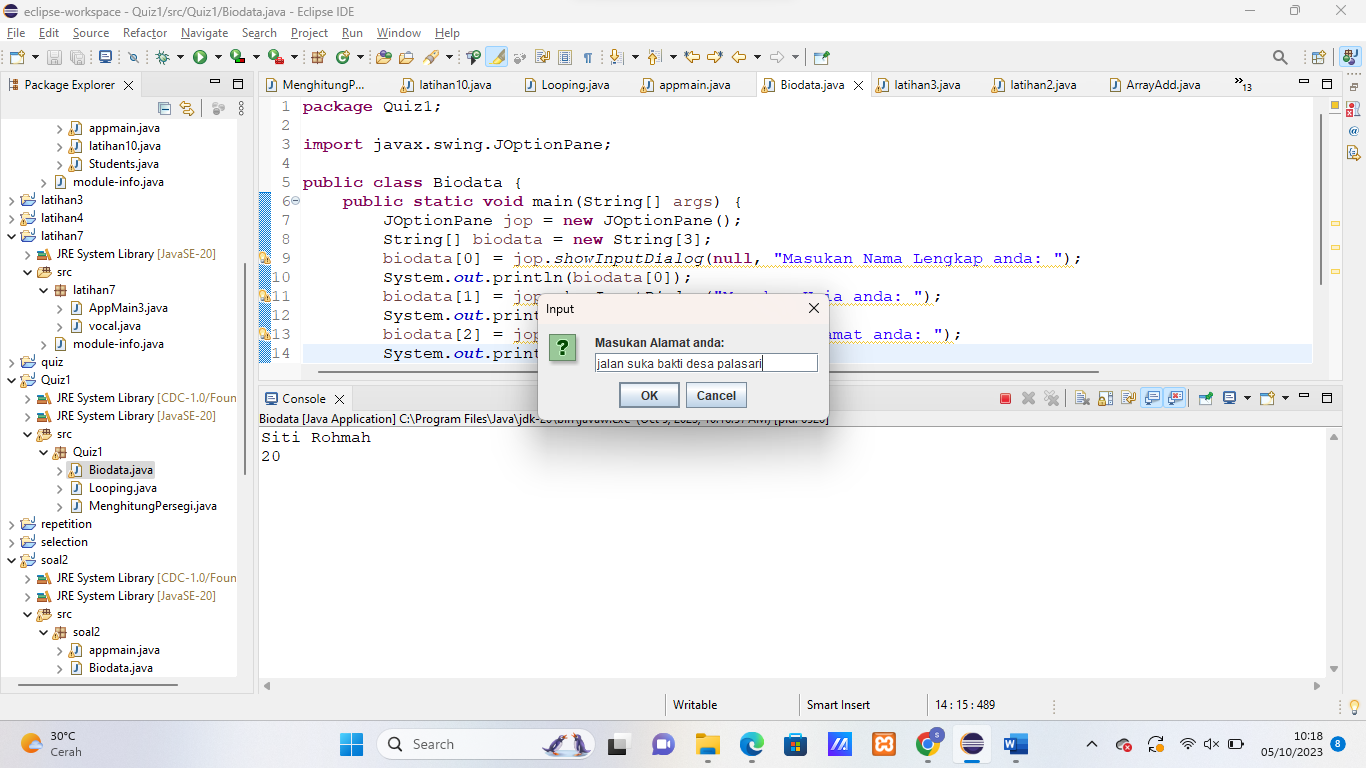 eclipse-workspace - Quiz1/src/Quiz1/Biodata.java - Eclipse IDE
File Edit Source Refactor Navigate Search Project Run Window Help
Package Explorer
appmain.java
latihan10.java
Students.java
module-info.java
latihan3
latihan4
latihan7
JRE System Library [JavaSE-20]
src
latihan7
AppMain3.java
vocal.java
module-info.java
quiz
Quiz1
JRE System Library [CDC-1.0/Foun
JRE System Library [JavaSE-20]
src
Quiz1
Biodata.java
Looping.java
MenghitungPersegi.java
repetition
selection
soal2
JRE System Library [CDC-1.0/Foun
JRE System Library [JavaSE-20]
src
soal2
appmain.java
Biodata.java
MenghitungP... latihan10.java Looping.java appmain.java Biodata.java latihan3.java latihan2.java ArrayAdd.java »13
1 package Quiz1;
2
3 import javax.swing.JOptionPane;
4
5 public class Biodata {
6 public static void main(String[] args) {
7 JOptionPane jop = new JOptionPane();
8 String[] biodata = new String[3];
9 biodata[0] = jop.showInputDialog(null, "Masukan Nama Lengkap anda: ");
10 System.out.println(biodata[0]);
11 biodata[1] = jop anda: ");
12 System.out.print
13 biodata[2] = jop amat anda: ");
14 System.out.print
Input
Masukan Alamat anda:
jalan suka bakti desa palasari
OK Cancel
Console
Biodata [Java Application] C:\Program Files\Java\jdk-20\bin\javaw.exe
Siti Rohmah
20
Writable Smart Insert 14 : 15 : 489
30°C
Cerah
Search
S
10:18
05/10/2023
8